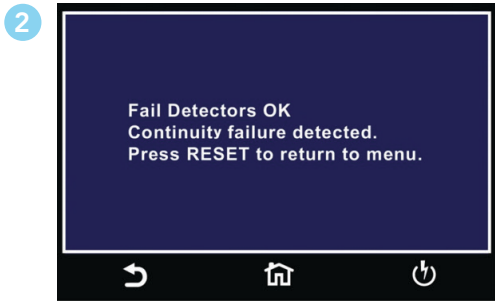 2
Fail Detectors OK
Continuity failure detected.
Press RESET to return to menu.